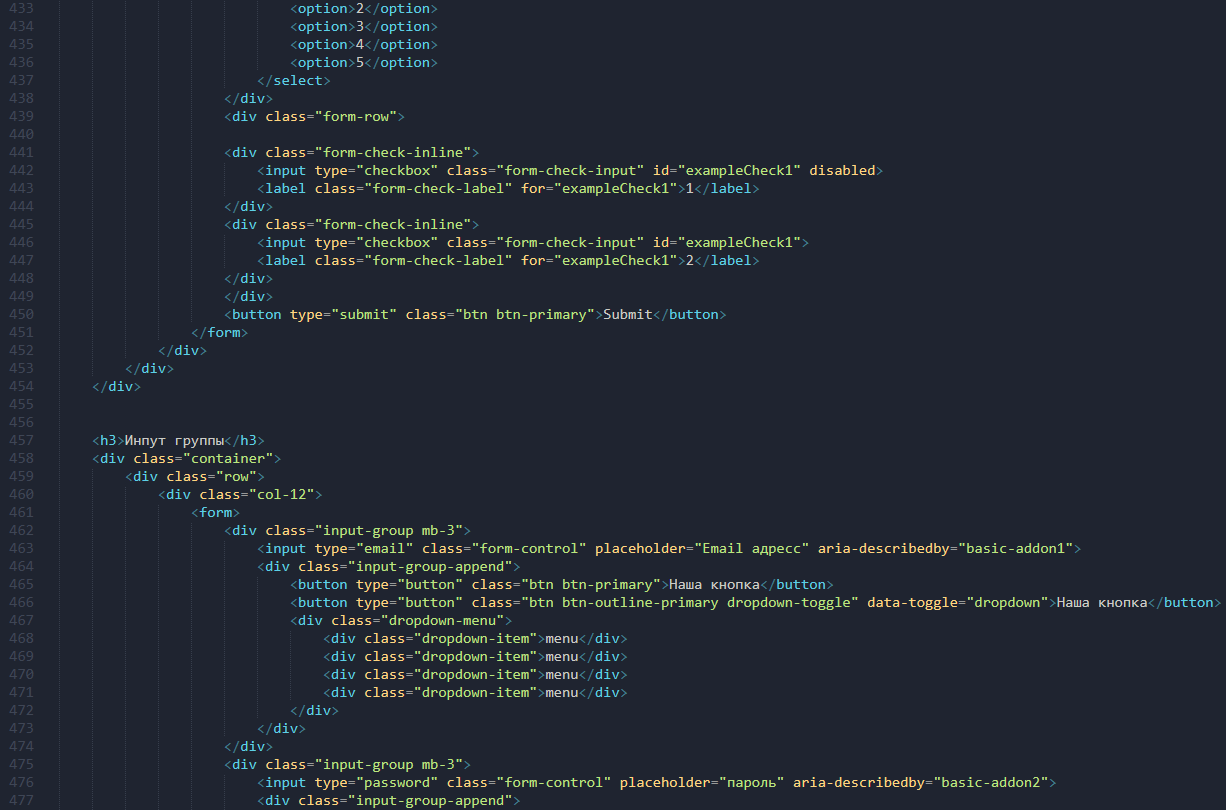 433 <option>2</option>
434 <option>3</option>
435 <option>4</option>
436 <option>5</option>
437 </select>
438 </div>
439 <div class="form-row">
440
441 <div class="form-check-inline">
442 <input type="checkbox" class="form-check-input" id="exampleCheck1" disabled>
443 <label class="form-check-label" for="exampleCheck1">1</label>
444 </div>
445 <div class="form-check-inline">
446 <input type="checkbox" class="form-check-input" id="exampleCheck1">
447 <label class="form-check-label" for="exampleCheck1">2</label>
448 </div>
449 </div>
450 <button type="submit" class="btn btn-primary">Submit</button>
451 </form>
452 </div>
453 </div>
454 </div>
455
456
457 <h3>Инпут группы</h3>
458 <div class="container">
459 <div class="row">
460 <div class="col-12">
461 <form>
462 <div class="input-group mb-3">
463 <input type="email" class="form-control" placeholder="Email адресс" aria-describedby="basic-addon1">
464 <div class="input-group-append">
465 <button type="button" class="btn btn-primary">Наша кнопка</button>
466 <button type="button" class="btn btn-outline-primary dropdown-toggle" data-toggle="dropdown">Наша кнопка</button>
467 <div class="dropdown-menu">
468 <div class="dropdown-item">menu</div>
469 <div class="dropdown-item">menu</div>
470 <div class="dropdown-item">menu</div>
471 <div class="dropdown-item">menu</div>
472 </div>
473 </div>
474 </div>
475 <div class="input-group mb-3">
476 <input type="password" class="form-control" placeholder="пароль" aria-describedby="basic-addon2">
477 <div class="input-group-append">